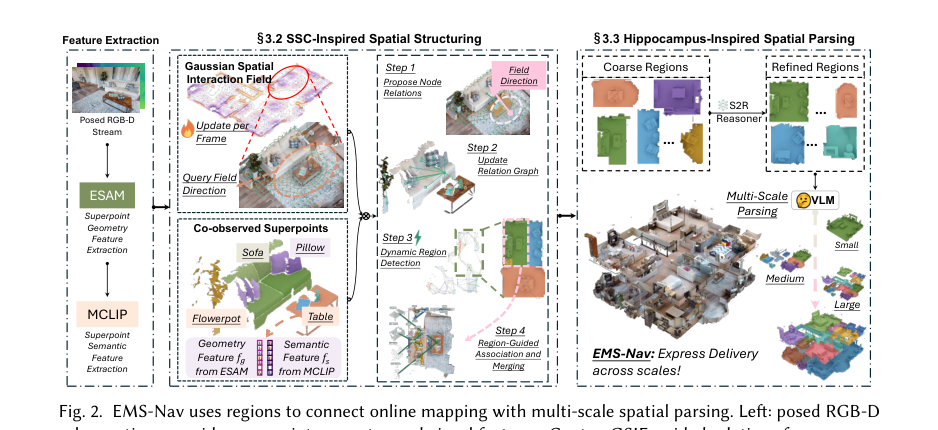 Feature Extraction
Posed RGB-D
Stream
ESAM
Superpoint
Geometry
Feature
Extraction
MCLIP
Superpoint
Semantic
Feature
Extraction
§3.2 SSC-Inspired Spatial Structuring
Gaussian Spatial
Interaction Field
Update per
Frame
Query Field
Direction
Co-observed Superpoints
Sofa
Pillow
Flowerpot
Table
Geometry
Feature fg
from ESAM
Semantic
Feature fs
from MCLIP
Step 1
Propose Node
Relations
Field
Direction
Step 2
Update
Relation Graph
Step 3
Dynamic Region
Detection
Step 4
Region-Guided
Association and
Merging
§3.3 Hippocampus-Inspired Spatial Parsing
Coarse Regions
S2R
Reasoner
Refined Regions
Multi-Scale
Parsing
VLM
Small
Medium
Large
EMS-Nav: Express Delivery
across scales!
Fig. 2. EMS-Nav uses regions to connect online mapping with multi-scale spatial parsing. Left: posed RGB-D